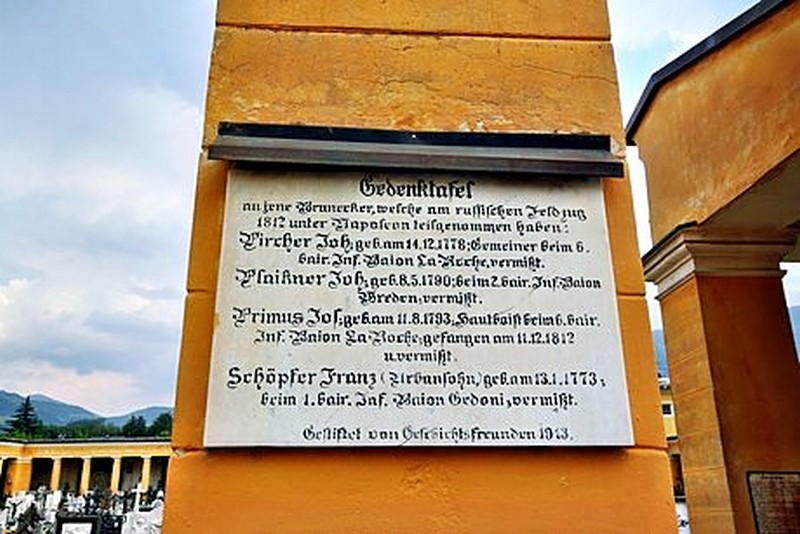 Gedenktafel
an jene Brunecker, welche am russischen Feldzug
1812 unter Napoleon teilgenommen haben:
Pircher Joh., geb. am 14.12.1778; Gemeiner beim 6.
bair. Inf. Baion La Roche, vermißt.
Plaikner Joh., geb. 8.5.1790; beim 2. bair. Inf. Baion
Wreden, vermißt.
Primus Jos., geb. am 11.8.1793, Hautboist beim 6. bair.
Inf. Baion La Roche, gefangen am 11.12.1812
u. vermißt.
Schöpfer Franz (Urbansohn) geb. am 13.1.1773;
beim 1. bair. Inf. Baion Gedoni, vermißt.
Gestiftet von Geschichtsfreunden